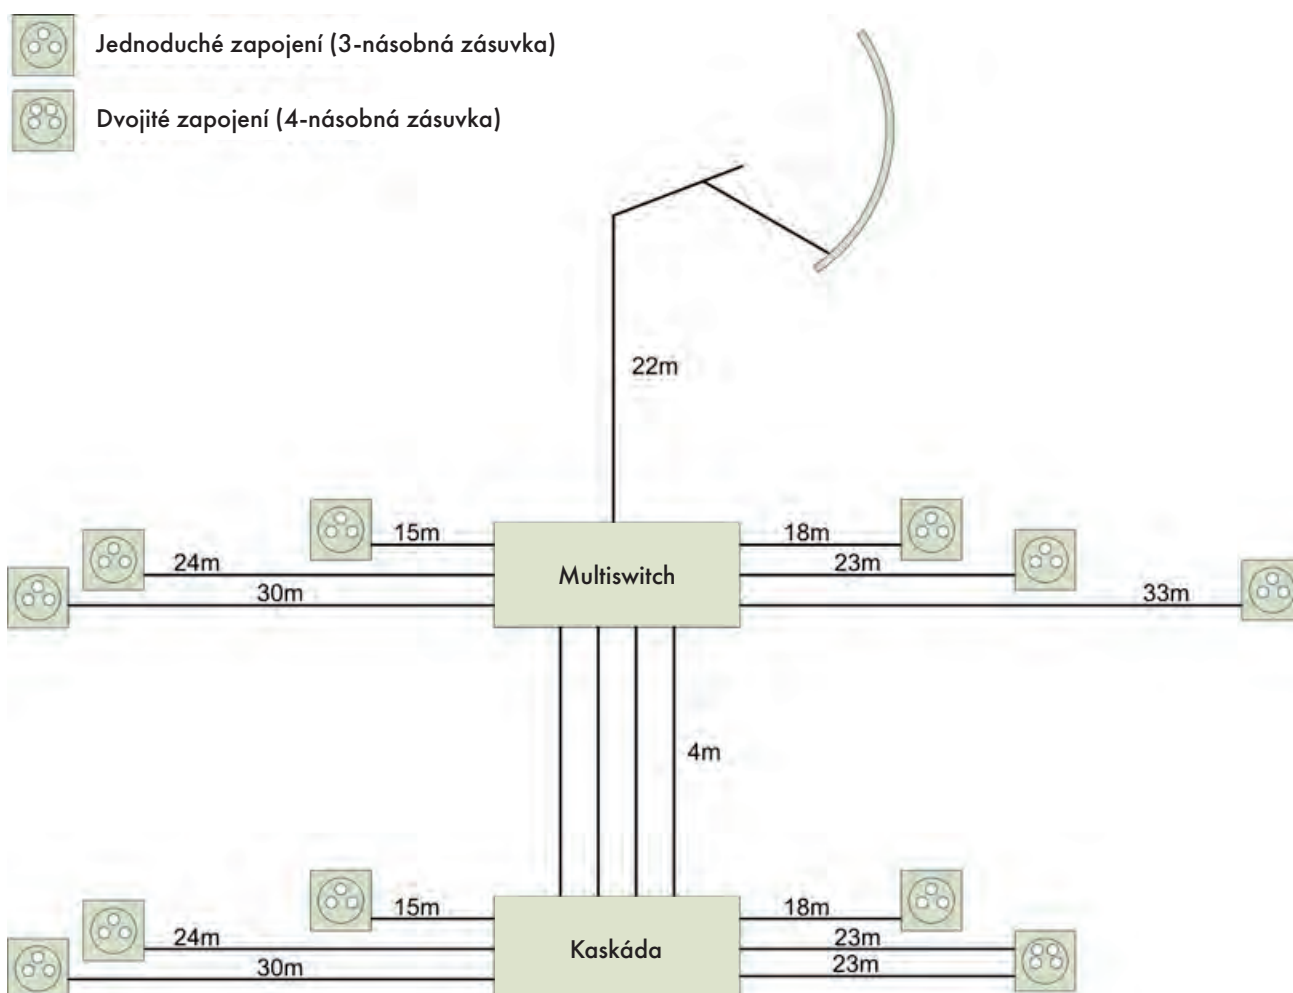 Jednoduché zapojení (3-násobná zásuvka)
Dvojité zapojení (4-násobná zásuvka)
22m
15m
18m
24m
Multiswitch
23m
30m
33m
4m
15m
18m
24m
Kaskáda
23m
30m
23m